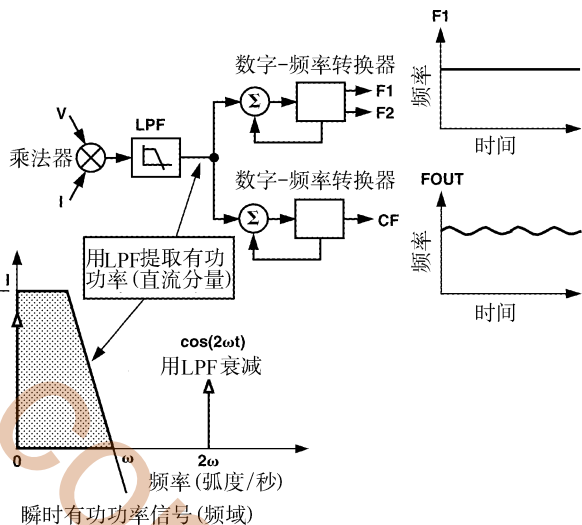 数字-频率转换器
F1
V
LPF
Σ
F1
F2
乘法器
I
频率
时间
数字-频率转换器
FOUT
Σ
CF
频率
时间
用LPF提取有功
功率(直流分量)
cos(2ωt)
用LPF衰减
0
ω
2ω
频率(弧度/秒)
瞬时有功功率信号(频域)